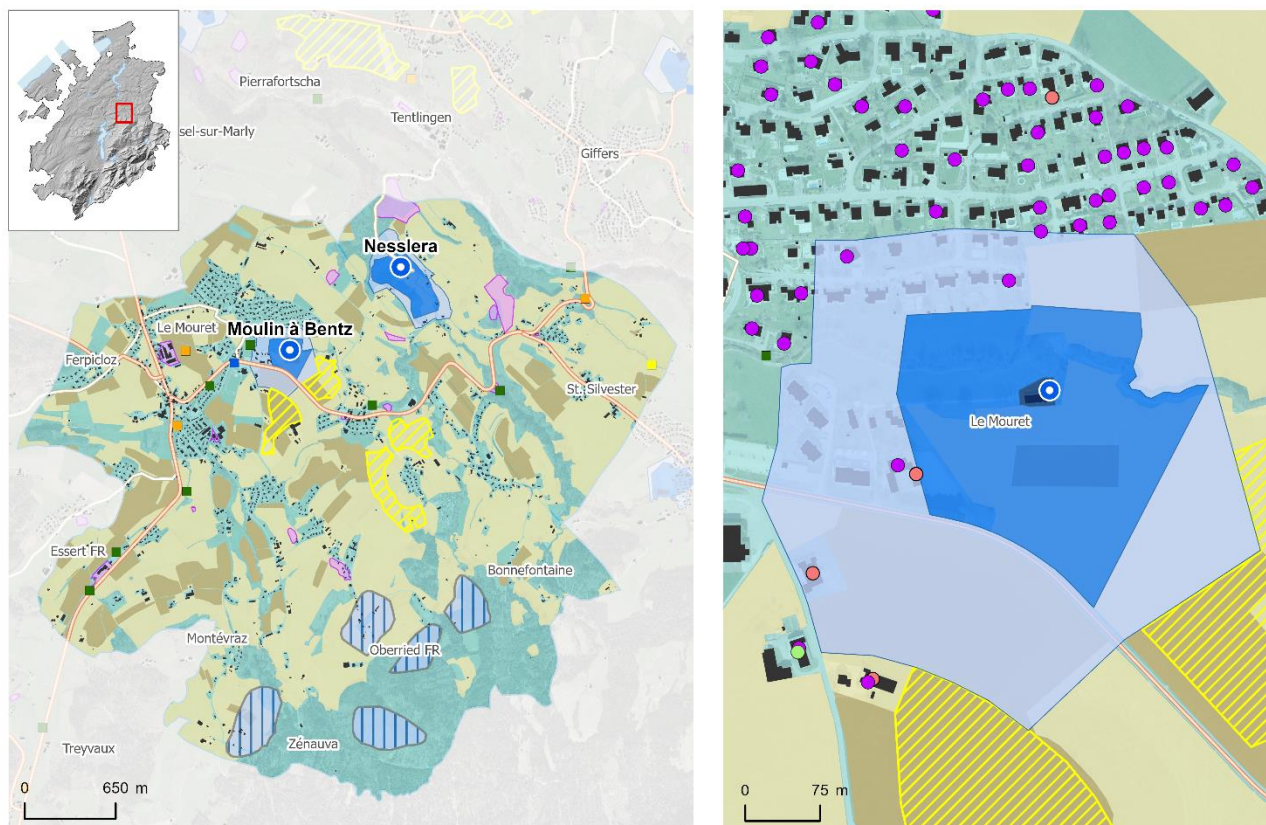 Pierrafortscha
Tentlingen
sel-sur-Marly
Giffers
Nesslera
Le Mouret
Moulin à Bentz
Ferpicloz
St. Silvester
Essert FR
Bonnefontaine
Montévraz
Oberried FR
Treyvaux
Zénauva
0 650 m
Le Mouret
0 75 m